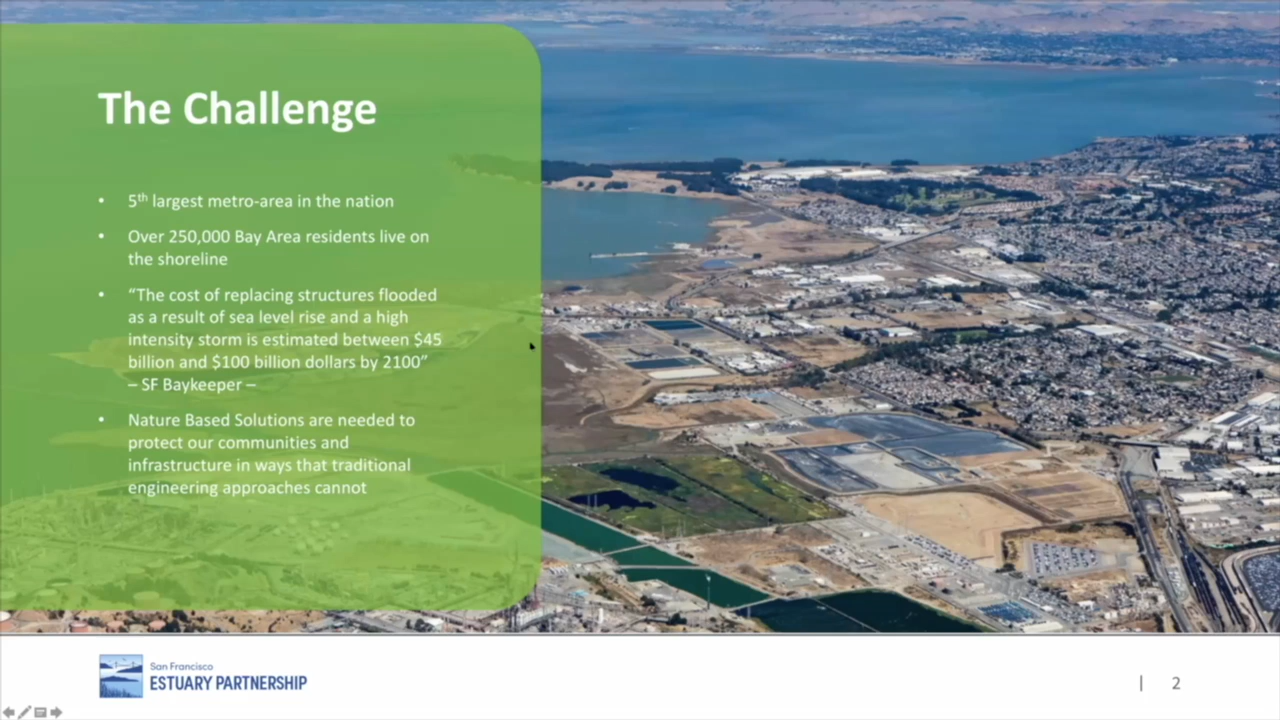 The Challenge
• 5th largest metro-area in the nation
• Over 250,000 Bay Area residents live on
the shoreline
• “The cost of replacing structures flooded
as a result of sea level rise and a high
intensity storm is estimated between $45
billion and $100 billion dollars by 2100”
– SF Baykeeper –
• Nature Based Solutions are needed to
protect our communities and
infrastructure in ways that traditional
engineering approaches cannot
San Francisco
ESTUARY PARTNERSHIP
| 2